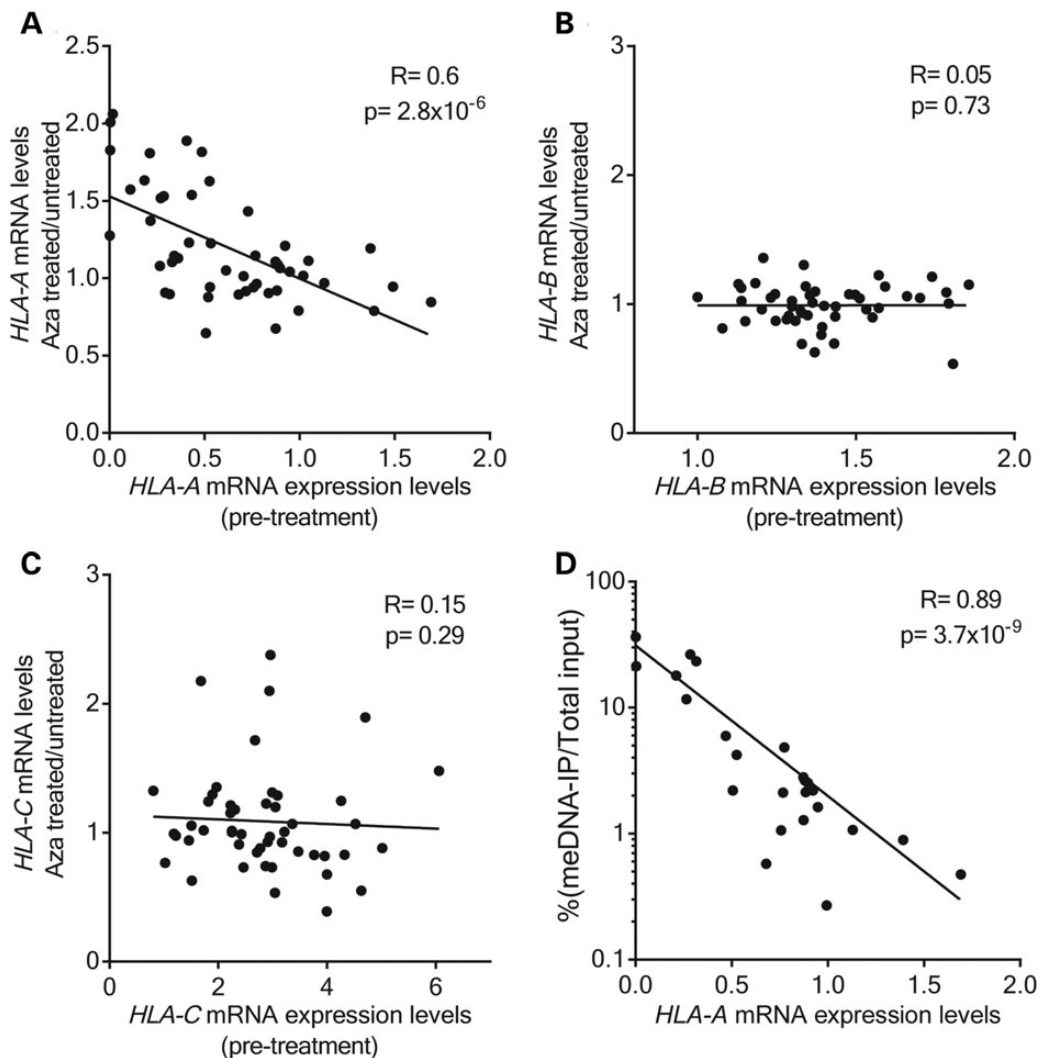 A
HLA-A mRNA levels
Aza treated/untreated
2.5
2.0
1.5
1.0
0.5
0.0
R= 0.6
p= 2.8x10-6
0.0 0.5 1.0 1.5 2.0
HLA-A mRNA expression levels
(pre-treatment)
B
HLA-B mRNA levels
Aza treated/untreated
3
2
1
0
R= 0.05
p= 0.73
1.0 1.5 2.0
HLA-B mRNA expression levels
(pre-treatment)
C
HLA-C mRNA levels
Aza treated/untreated
3
2
1
0
R= 0.15
p= 0.29
0 2 4 6
HLA-C mRNA expression levels
(pre-treatment)
D
%(meDNA-IP/Total input)
100
10
1
0.1
R= 0.89
p= 3.7x10-9
0.0 0.5 1.0 1.5 2.0
HLA-A mRNA expression levels